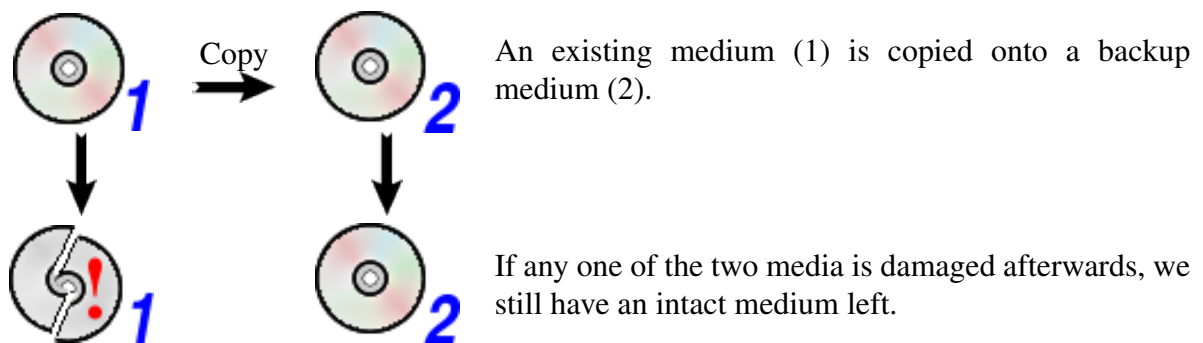 Copy
1
2
An existing medium (1) is copied onto a backup
medium (2).
!
1
2
If any one of the two media is damaged afterwards, we
still have an intact medium left.